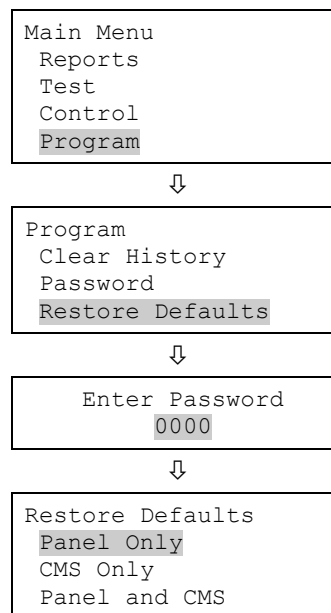 Main Menu
Reports
Test
Control
Program
⇩
Program
Clear History
Password
Restore Defaults
⇩
Enter Password
0000
⇩
Restore Defaults
Panel Only
CMS Only
Panel and CMS